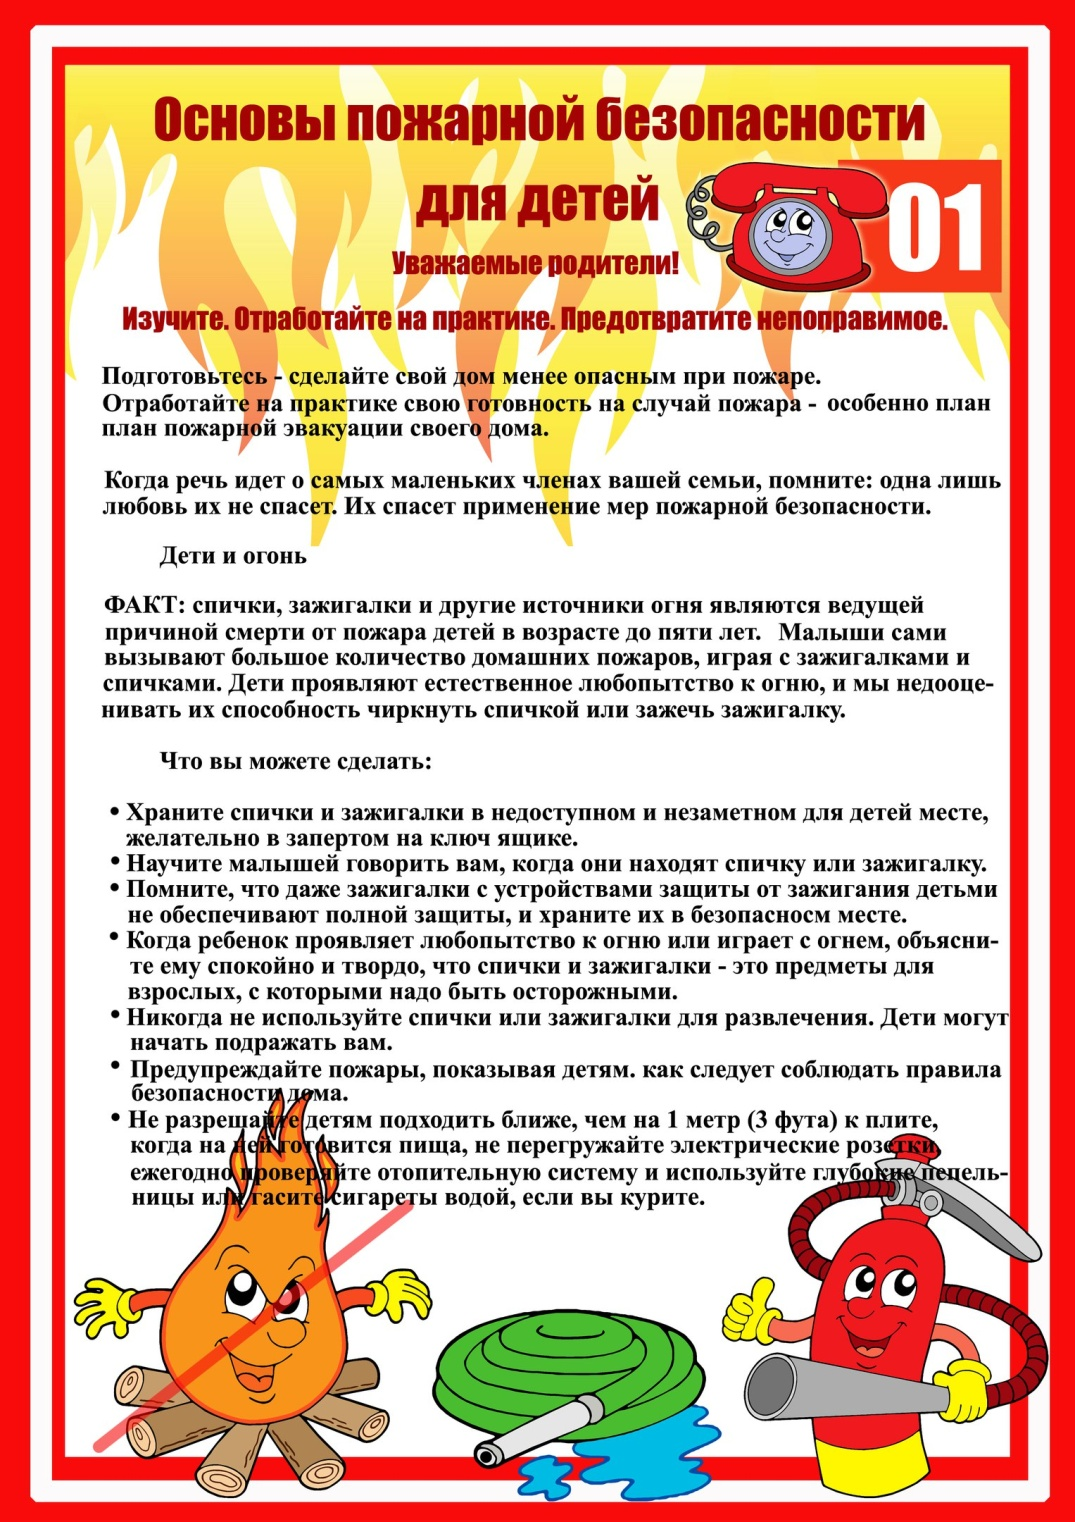 Основы пожарной безопасности
для детей
01
Уважаемые родители!
Изучите. Отработайте на практике. Предотвратите непоправимое.
Подготовьтесь - сделайте свой дом менее опасным при пожаре.
Отработайте на практике свою готовность на случай пожара - особенно план
план пожарной эвакуации своего дома.
Когда речь идет о самых маленьких членах вашей семьи, помните: одна лишь
любовь их не спасет. Их спасет применение мер пожарной безопасности.
Дети и огонь
ФАКТ: спички, зажигалки и другие источники огня являются ведущей
причиной смерти от пожара детей в возрасте до пяти лет. Малыши сами
вызывают большое количество домашних пожаров, играя с зажигалками и
спичками. Дети проявляют естественное любопытство к огню, и мы недооце-
нивать их способность чиркнуть спичкой или зажечь зажигалку.
Что вы можете сделать:
• Храните спички и зажигалки в недоступном и незаметном для детей месте,
желательно в запертом на ключ ящике.
• Научите малышей говорить вам, когда они находят спичку или зажигалку.
• Помните, что даже зажигалки с устройствами защиты от зажигания детьми
не обеспечивают полной защиты, и храните их в безопасносм месте.
• Когда ребенок проявляет любопытство к огню или играет с огнем, объясни-
те ему спокойно и твордо, что спички и зажигалки - это предметы для
взрослых, с которыми надо быть осторожными.
• Никогда не используйте спички или зажигалки для развлечения. Дети могут
начать подражать вам.
• Предупреждайте пожары, показывая детям. как следует соблюдать правила
безопасности дома.
• Не разрешайте детям подходить ближе, чем на 1 метр (3 фута) к плите,
когда на ней готовится пища, не перегружайте электрические розетки,
ежегодно проверяйте отопительную систему и используйте глубокие пепель-
ницы или гасите сигареты водой, если вы курите.